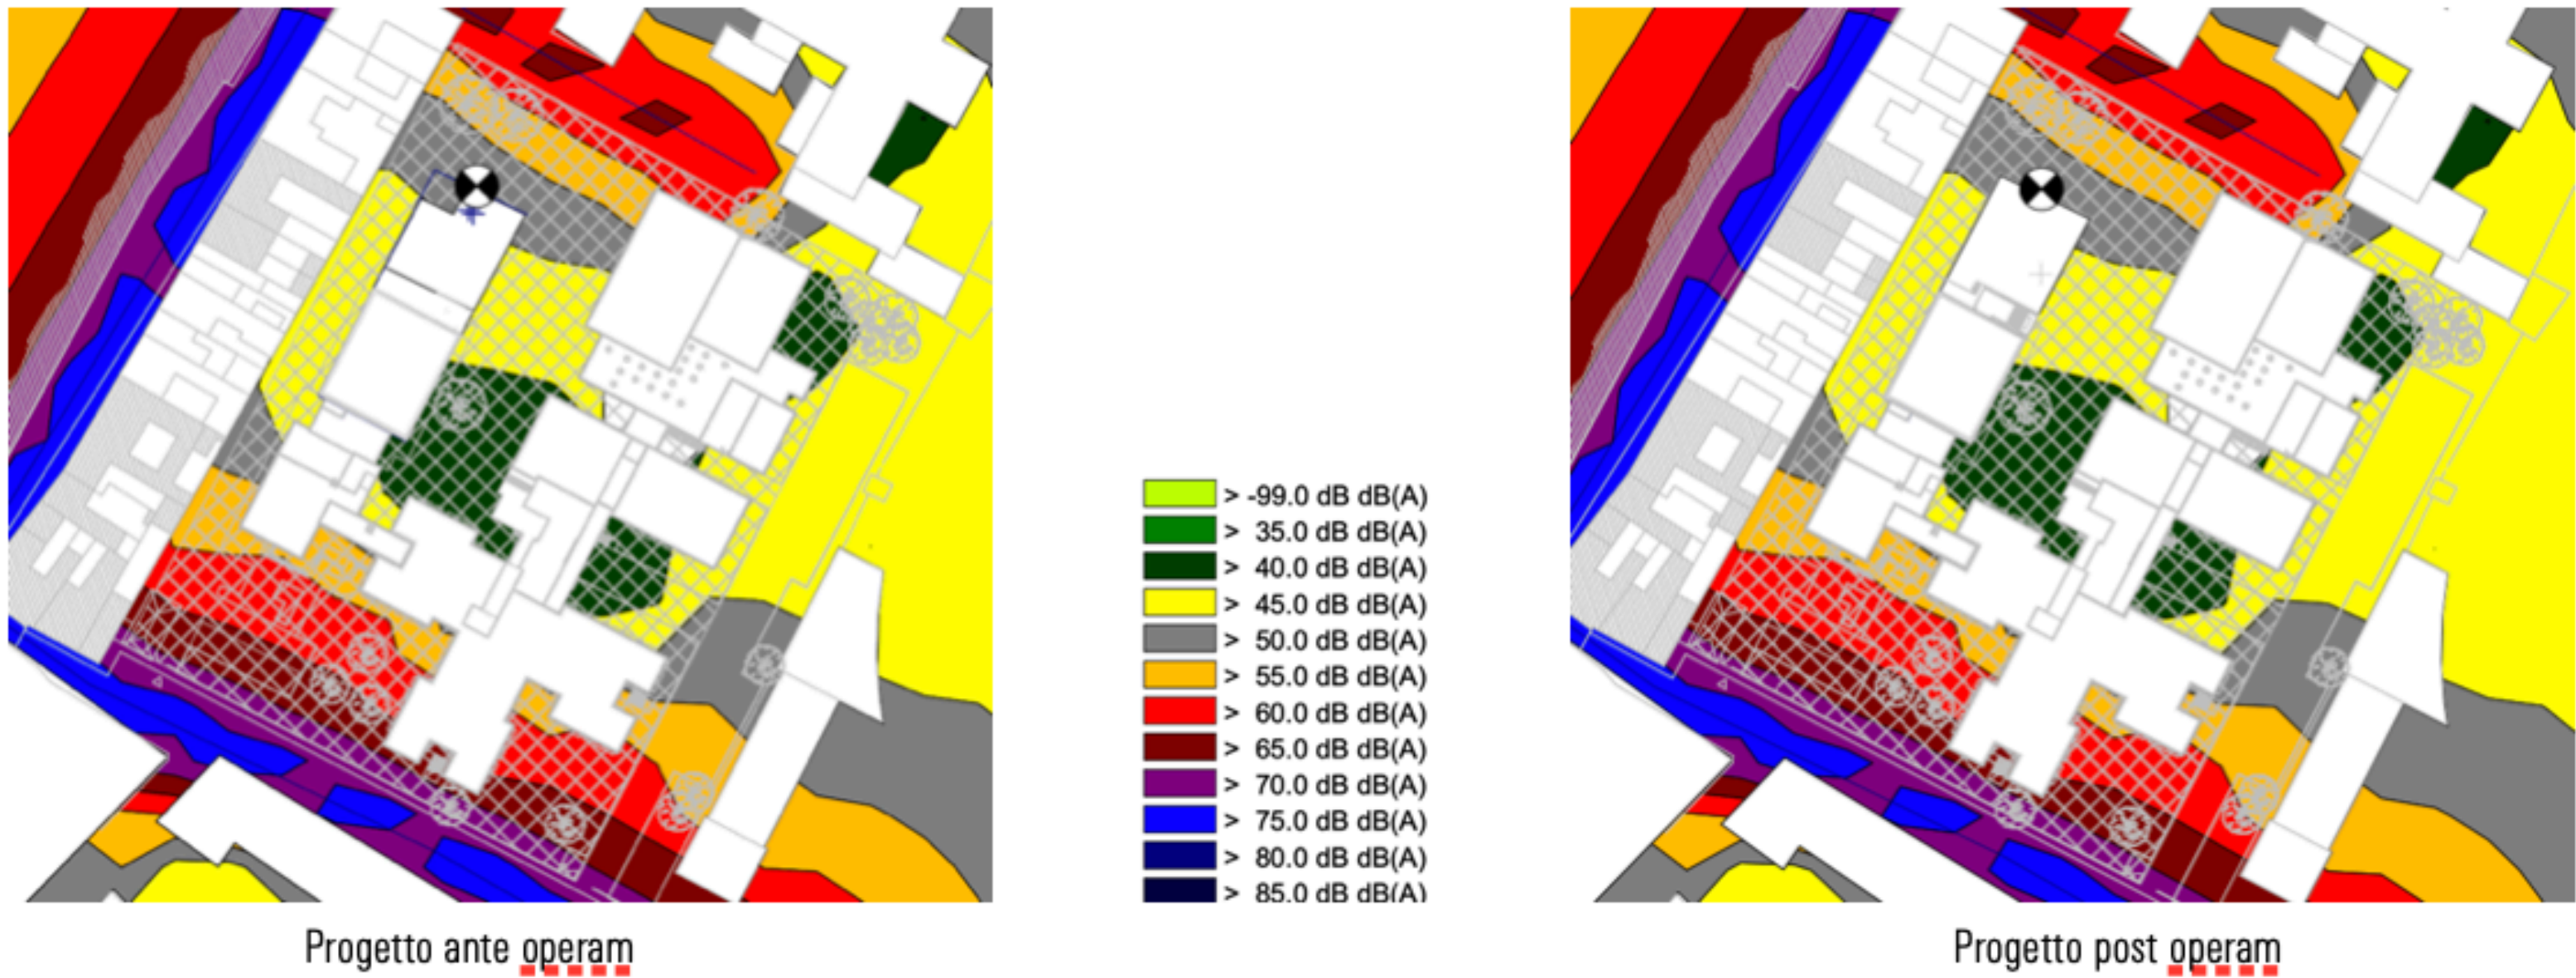 > -99.0 dB dB(A)
> 35.0 dB dB(A)
> 40.0 dB dB(A)
> 45.0 dB dB(A)
> 50.0 dB dB(A)
> 55.0 dB dB(A)
> 60.0 dB dB(A)
> 65.0 dB dB(A)
> 70.0 dB dB(A)
> 75.0 dB dB(A)
> 80.0 dB dB(A)
> 85.0 dB dB(A)
Progetto ante operam
Progetto post operam